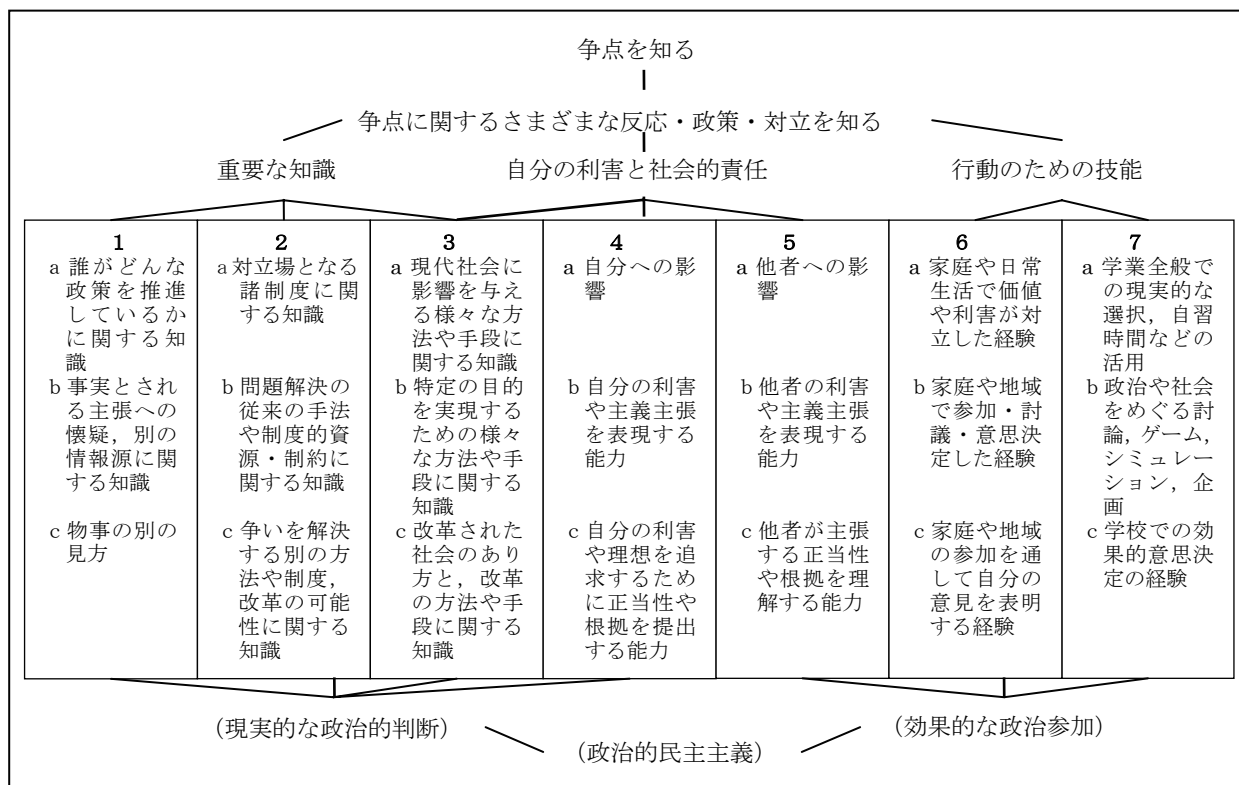 争点を知る
争点に関するさまざまな反応・政策・対立を知る
重要な知識
自分の利害と社会的責任
行動のための技能
1
a 誰がどんな
政策を推進
しているか
に関する知
識
b 事実とされ
る主張への
懐疑，別の
情報源に関
する知識
c 物事の別の
見方
2
a 対立場となる
諸制度に関
する知識
b 問題解決の
従来の手法
や制度的資
源・制約に
関する知識
c 争いを解決
する別の方
法や制度，
改革の可能
性に関する
知識
3
a 現代社会に
影響を与え
る様々な方
法や手段に
関する知識
b 特定の目的
を実現する
ための様々
な方法や手
段に関する
知識
c 改革された
社会のあり
方と，改革
の方法や手
段に関する
知識
4
a 自分への影
響
b 自分の利害
や主義主張
を表現する
能力
c 自分の利害
や理想を追
求するため
に正当性や
根拠を提出
する能力
5
a 他者への影
響
b 他者の利害
や主義主張
を表現する
能力
c 他者が主張
する正当性
や根拠を理
解する能力
6
a 家庭や日常
生活で価値
や利害が対
立した経験
b 家庭や地域
で参加・討
議・意思決
定した経験
c 家庭や地域
の参加を通
して自分の
意見を表明
する経験
7
a 学業全般で
の現実的な
選択，自習
時間などの
活用
b 政治や社会
をめぐる討
論，ゲーム，
シミュレー
ション，企
画
c 学校での効
果的意思決
定の経験
（現実的な政治的判断）
（効果的な政治参加）
（政治的民主主義）